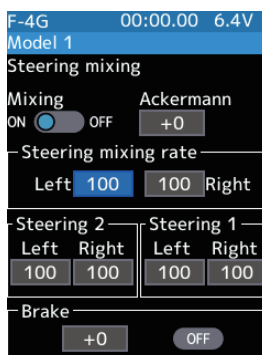 F-4G 00:00.00 6.4V
Model 1
Steering mixing
Mixing Ackermann
ON OFF +0
Steering mixing rate
Left 100 100 Right
Steering 2 Steering 1
Left Right Left Right
100 100 100 100
Brake
+0 OFF